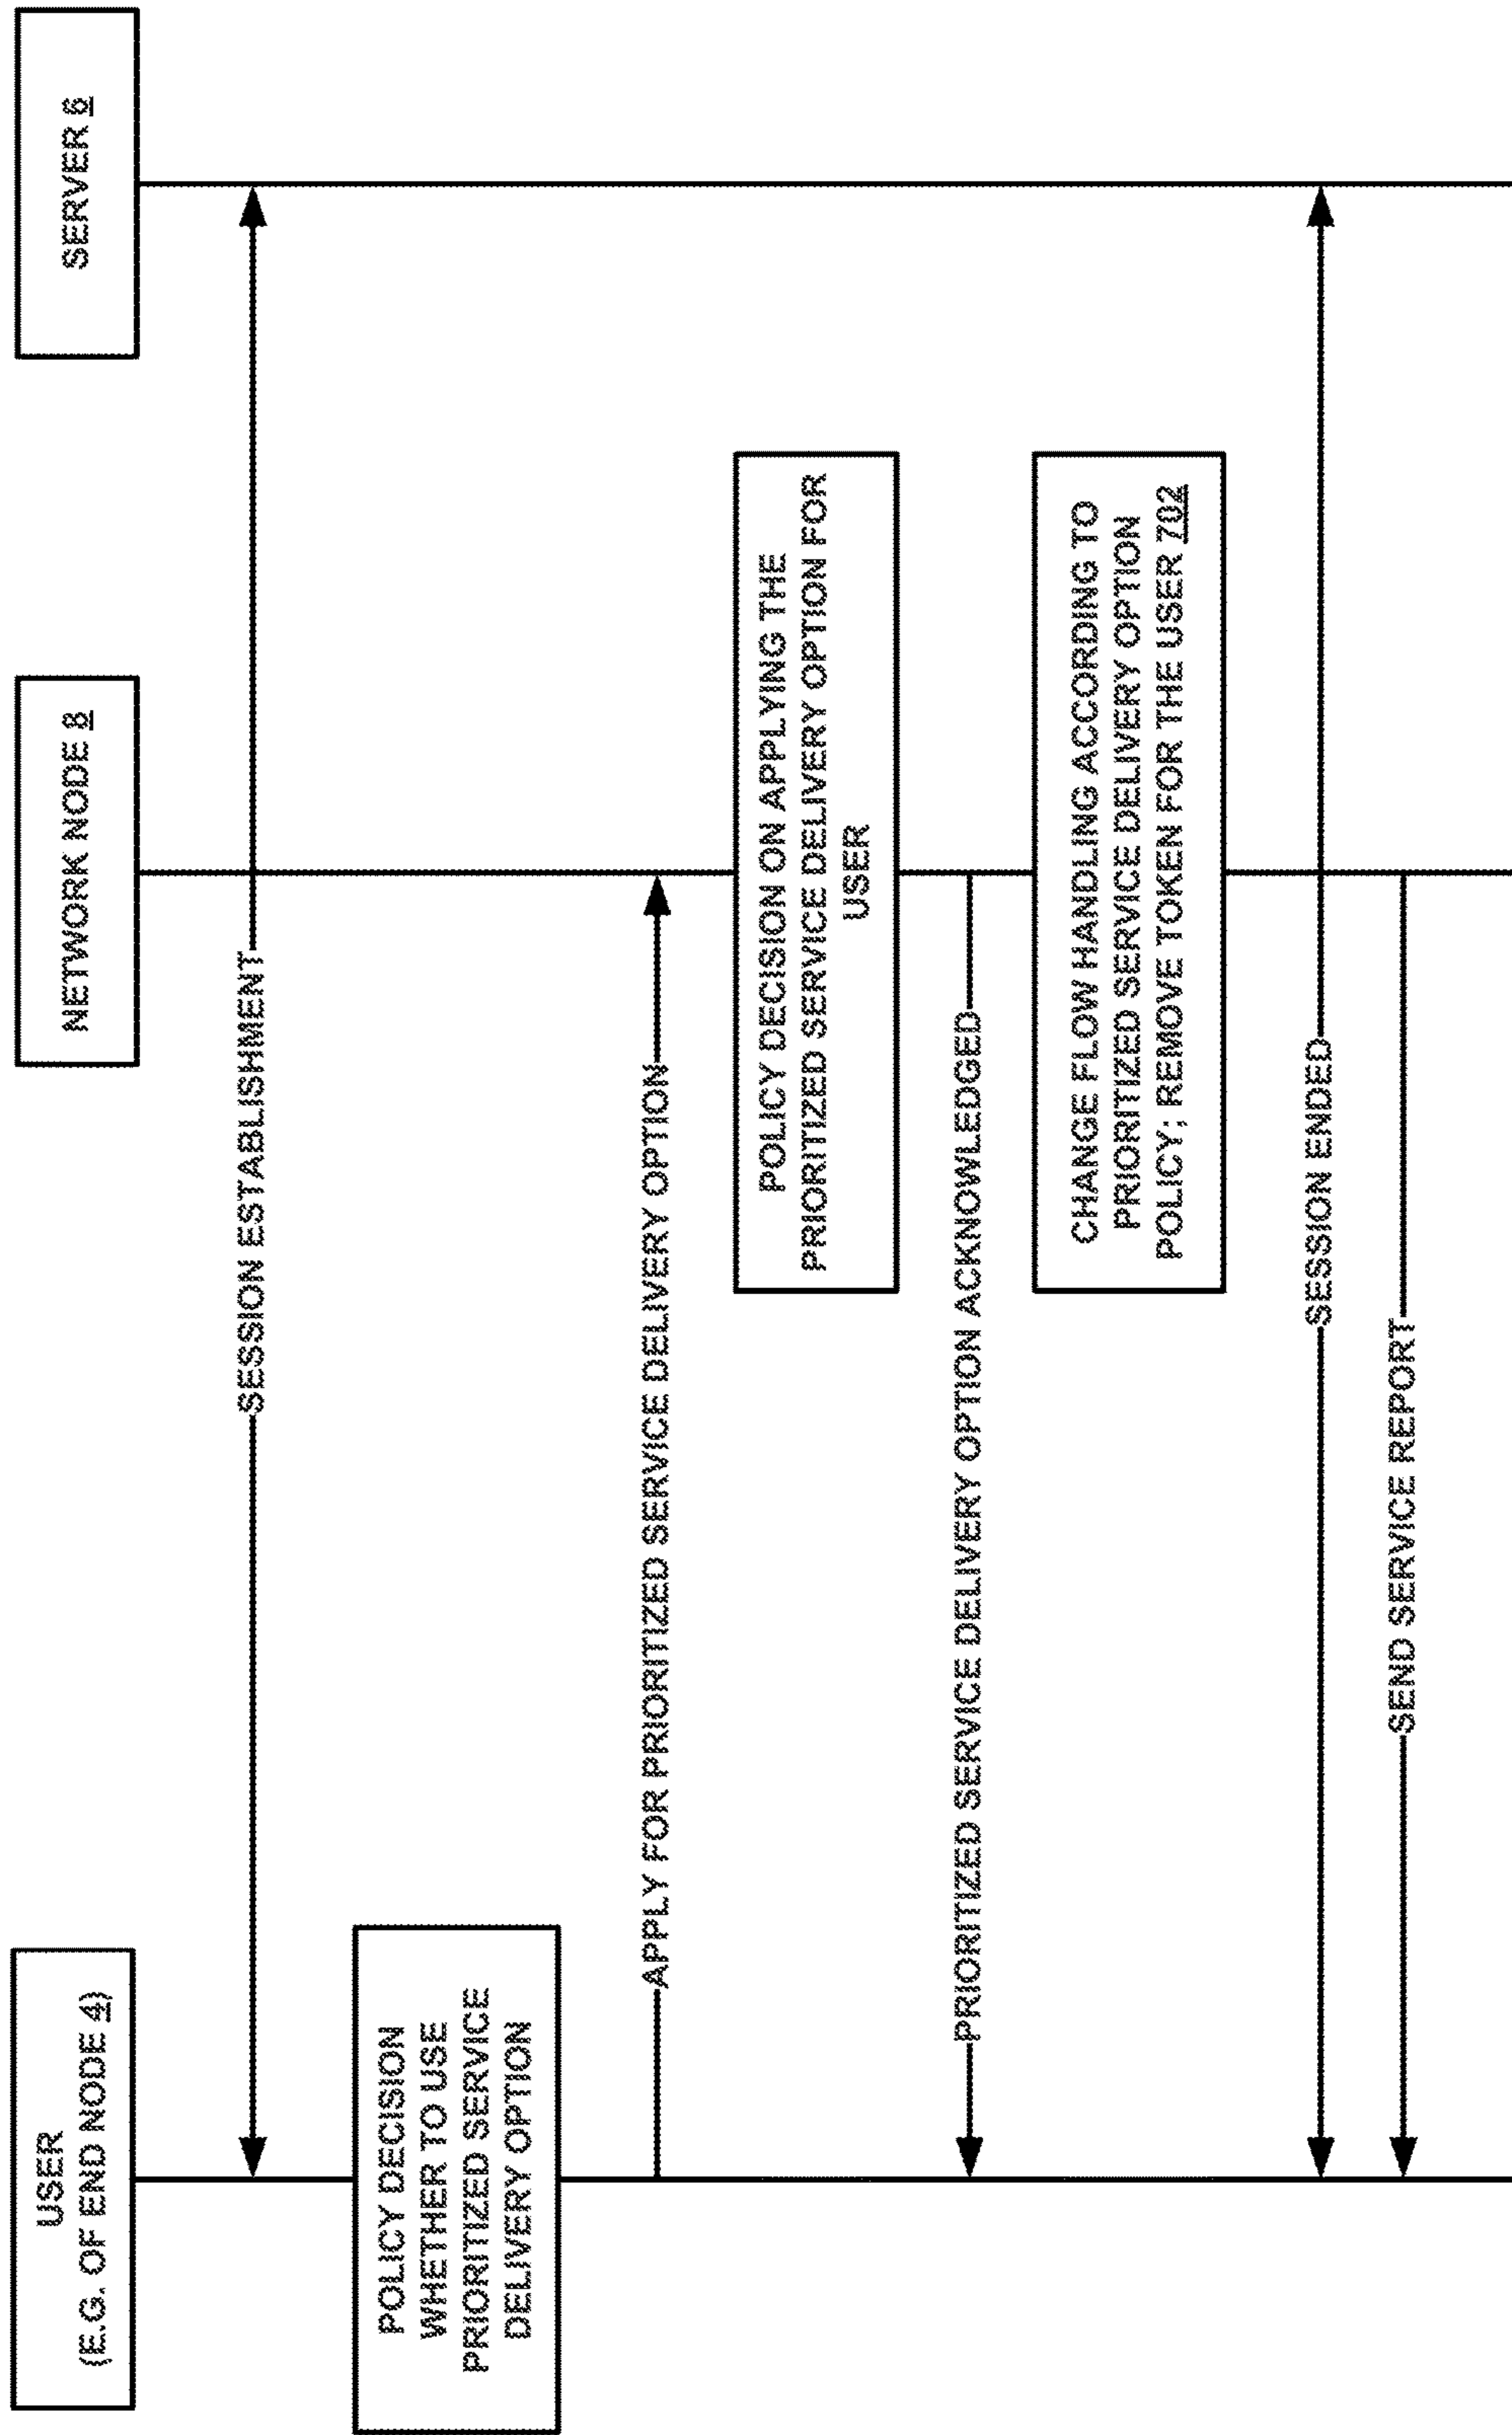 USER
(E.G. OF END NODE 4)
NETWORK NODE 8
SERVER 6
SESSION ESTABLISHMENT
POLICY DECISION
WHETHER TO USE
PRIORITIZED SERVICE
DELIVERY OPTION
APPLY FOR PRIORITIZED SERVICE DELIVERY OPTION
POLICY DECISION ON APPLYING THE
PRIORITIZED SERVICE DELIVERY OPTION FOR
USER
PRIORITIZED SERVICE DELIVERY OPTION ACKNOWLEDGED
CHANGE FLOW HANDLING ACCORDING TO
PRIORITIZED SERVICE DELIVERY OPTION
POLICY; REMOVE TOKEN FOR THE USER 702
SESSION ENDED
SEND SERVICE REPORT